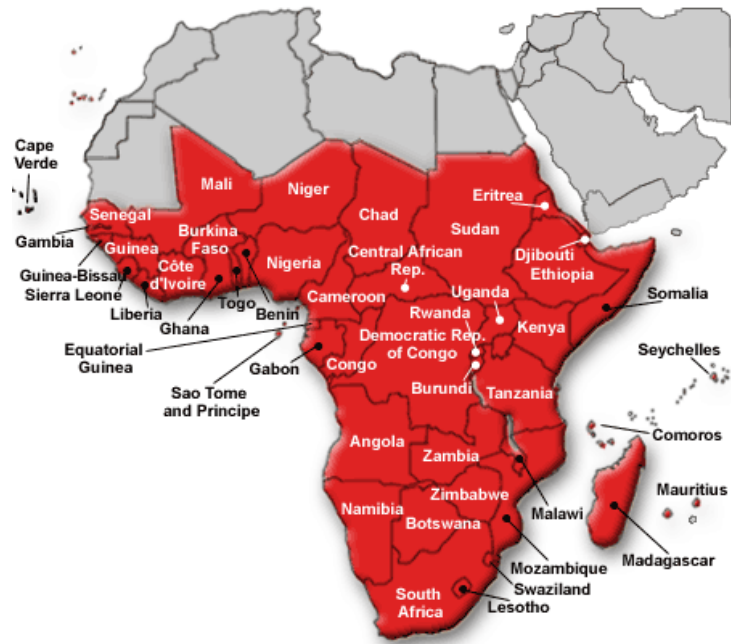 Cape
Verde
Mali
Niger
Eritrea
Senegal
Chad
Sudan
Gambia
Burkina
Faso
Guinea
Djibouti
Central African
Rep.
Nigeria
Ethiopia
Côte
d'Ivoire
Guinea-Bissau
Sierra Leone
Cameroon
Uganda
Somalia
Liberia
Togo
Benin
Rwanda
Ghana
Kenya
Democratic Rep.
of Congo
Equatorial
Guinea
Seychelles
Gabon
Congo
Burundi
Tanzania
Sao Tome
and Principe
Comoros
Angola
Zambia
Mauritius
Zimbabwe
Namibia
Malawi
Botswana
Madagascar
Mozambique
Swaziland
South
Africa
Lesotho